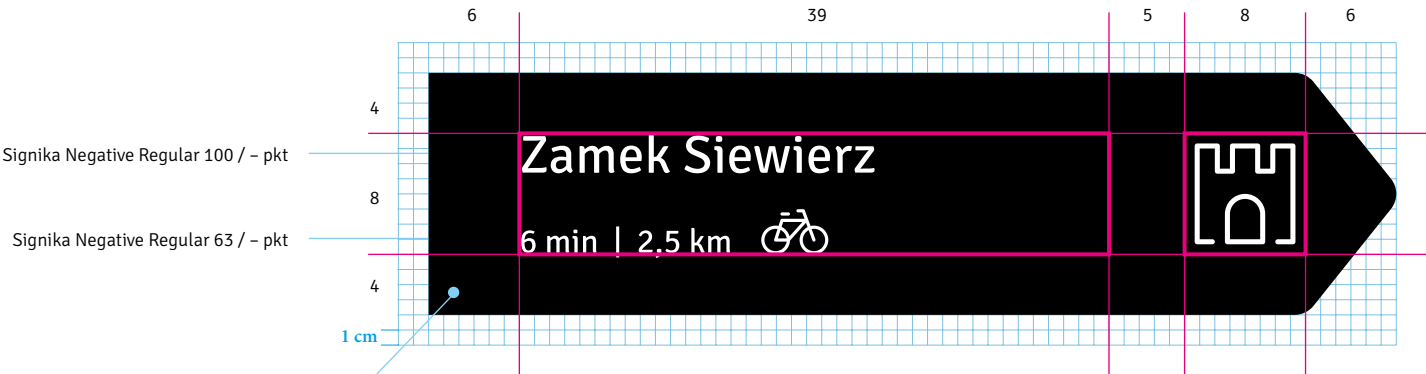 6 39 5 8 6
4
Signika Negative Regular 100 / – pkt
Zamek Siewierz
8
Signika Negative Regular 63 / – pkt
6 min | 2,5 km
4
1 cm